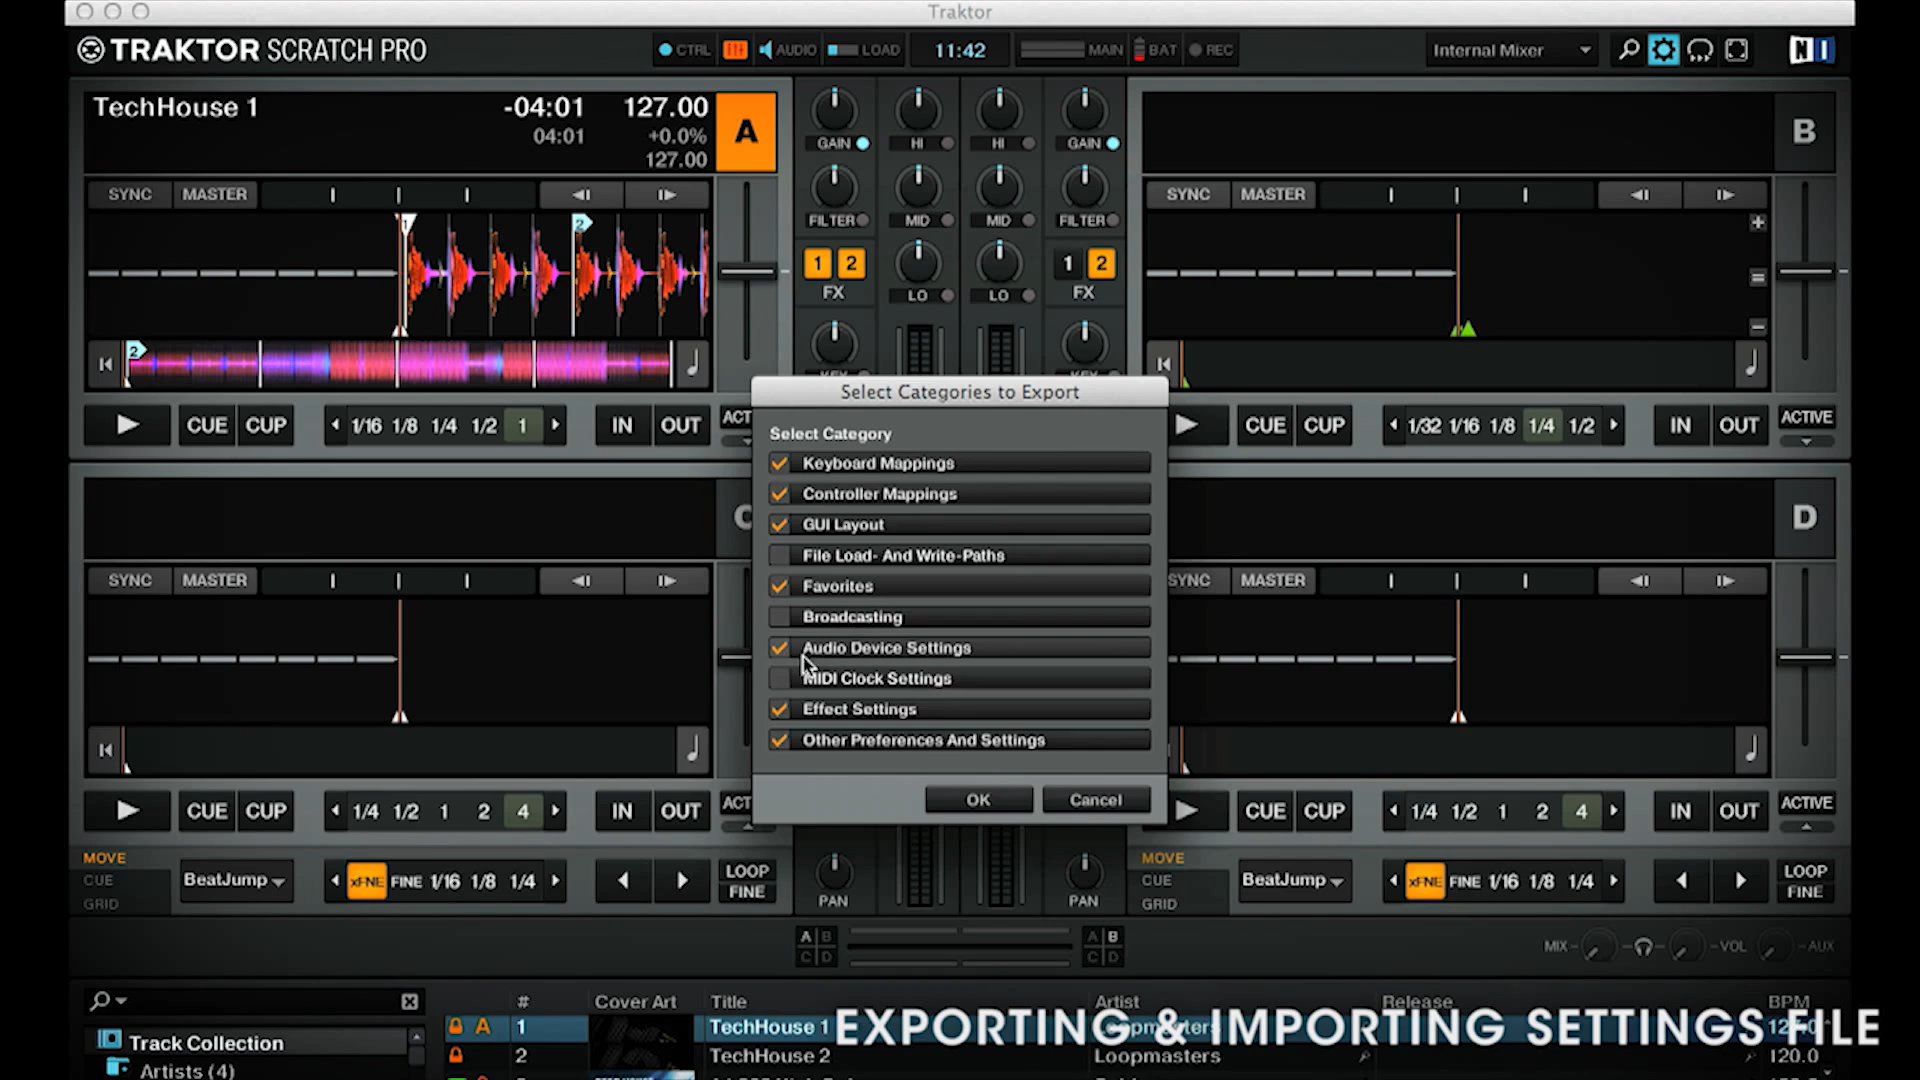 Traktor
TRAKTOR SCRATCH PRO
CTRL AUDIO LOAD 11:42 MAIN BAT REC
Internal Mixer
NI
TechHouse 1 -04:01 127.00
04:01 +0.0%
127.00
A
B
GAIN HI HI GAIN
SYNC MASTER
SYNC MASTER
FILTER MID MID FILTER
1 2
1 2
1 2 1 2
FX LO LO FX
2
CUE CUP 1/16 1/8 1/4 1/2 1 IN OUT
CUE CUP 1/32 1/16 1/8 1/4 1/2 IN OUT ACTIVE
Select Categories to Export
Select Category
Keyboard Mappings
Controller Mappings
GUI Layout
File Load- And Write-Paths
Favorites
Broadcasting
Audio Device Settings
MIDI Clock Settings
Effect Settings
Other Preferences And Settings
OK Cancel
C
D
SYNC MASTER
SYNC MASTER
CUE CUP 1/4 1/2 1 2 4 IN OUT
CUE CUP 1/4 1/2 1 2 4 IN OUT ACTIVE
MOVE
CUE
GRID
BeatJump
xFNE FINE 1/16 1/8 1/4
LOOP
FINE
PAN PAN
MOVE
CUE
GRID
BeatJump
xFNE FINE 1/16 1/8 1/4
LOOP
FINE
A B
C D
A B
C D
MIX VOL AUX
# Cover Art Title Artist Release BPM
A 1 TechHouse 1
2 TechHouse 2 Loopmasters 120.0
Track Collection
Artists (4)
EXPORTING & IMPORTING SETTINGS FILE